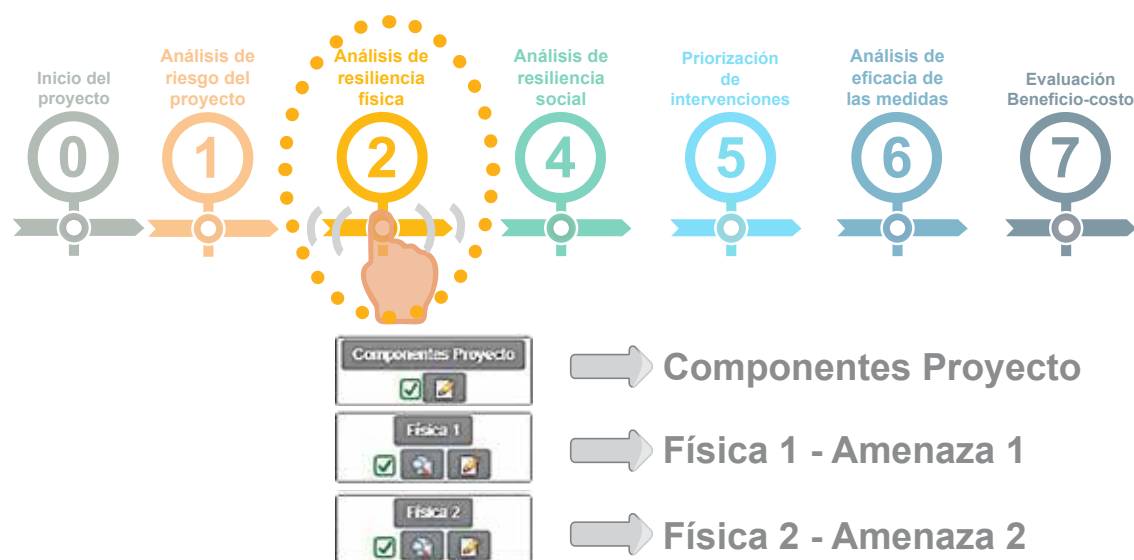 Inicio del
proyecto
0
Análisis de
riesgo del
proyecto
1
Análisis de
resiliencia
física
2
Análisis de
resiliencia
social
4
Priorización
de
intervenciones
5
Análisis de
eficacia de
las medidas
6
Evaluación
Beneficio-costo
7
Componentes Proyecto
Componentes Proyecto
Física 1
Física 1 - Amenaza 1
Física 2
Física 2 - Amenaza 2